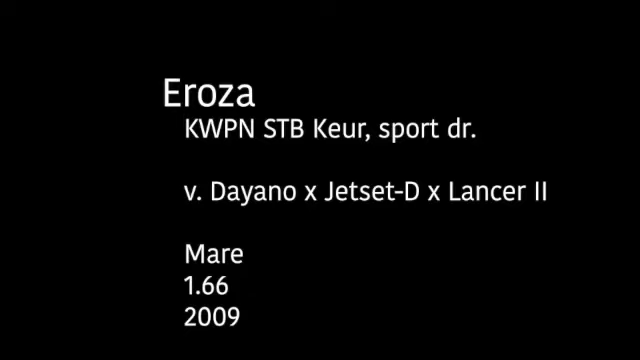 Eroza
KWPN STB Keur, sport dr.
v. Dayano x Jetset-D x Lancer II
Mare
1.66
2009